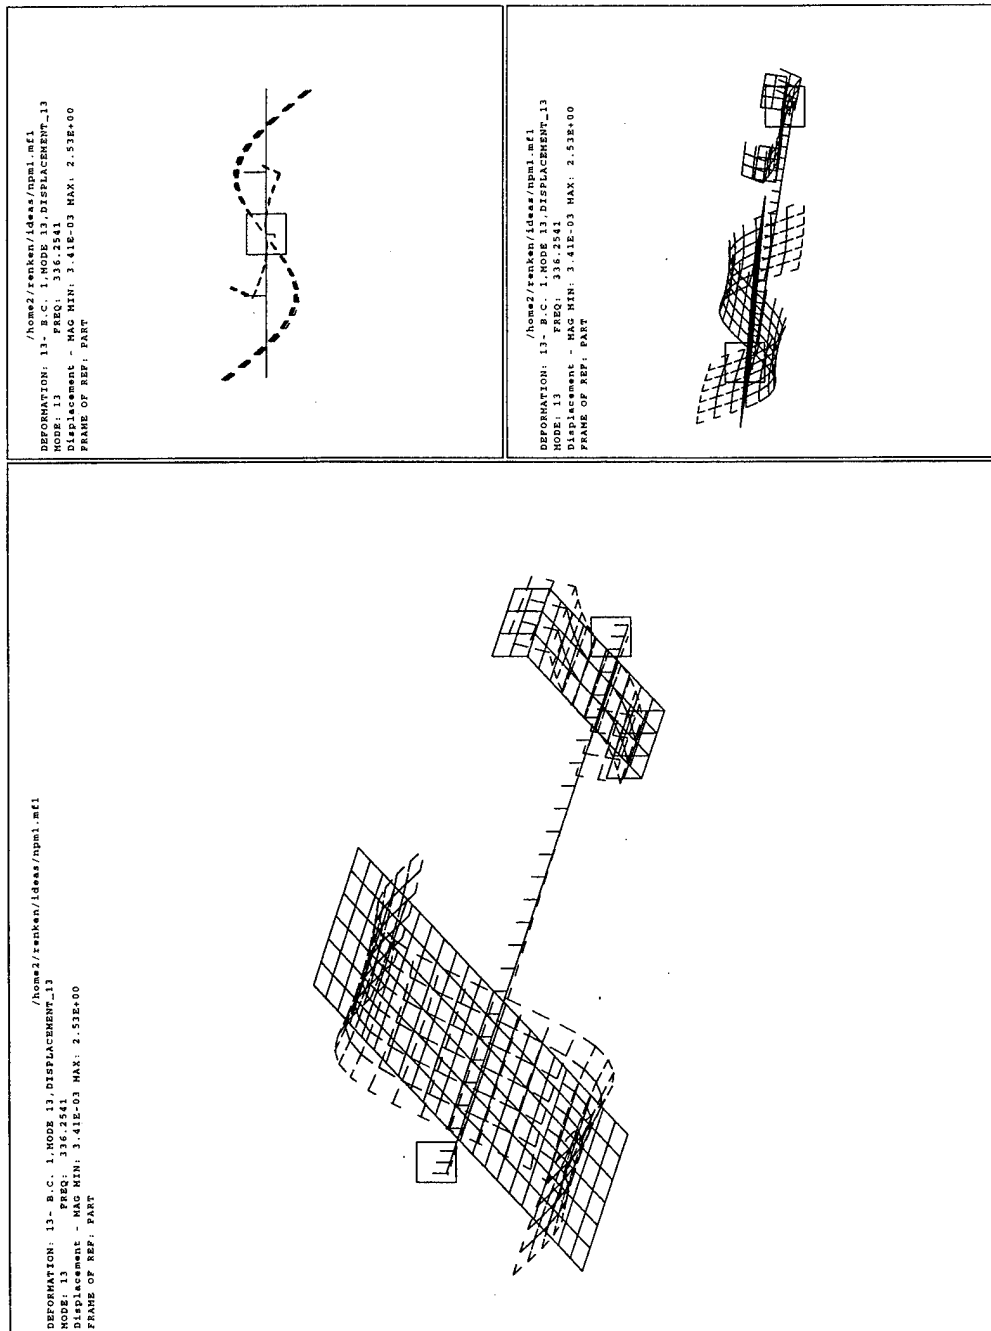 /home2/renken/ideas/npm1.mf1
DEFORMATION: 13- B.C. 1,MODE 13,DISPLACEMENT_13
MODE: 13 FREQ: 336.2541
Displacement - MAG MIN: 3.41E-03 MAX: 2.53E+00
FRAME OF REF: PART
/home2/renken/ideas/npm1.mf1
DEFORMATION: 13- B.C. 1,MODE 13,DISPLACEMENT_13
MODE: 13 FREQ: 336.2541
Displacement - MAG MIN: 3.41E-03 MAX: 2.53E+00
FRAME OF REF: PART
/home2/renken/ideas/npm1.mf1
DEFORMATION: 13- B.C. 1,MODE 13,DISPLACEMENT_13
MODE: 13 FREQ: 336.2541
Displacement - MAG MIN: 3.41E-03 MAX: 2.53E+00
FRAME OF REF: PART